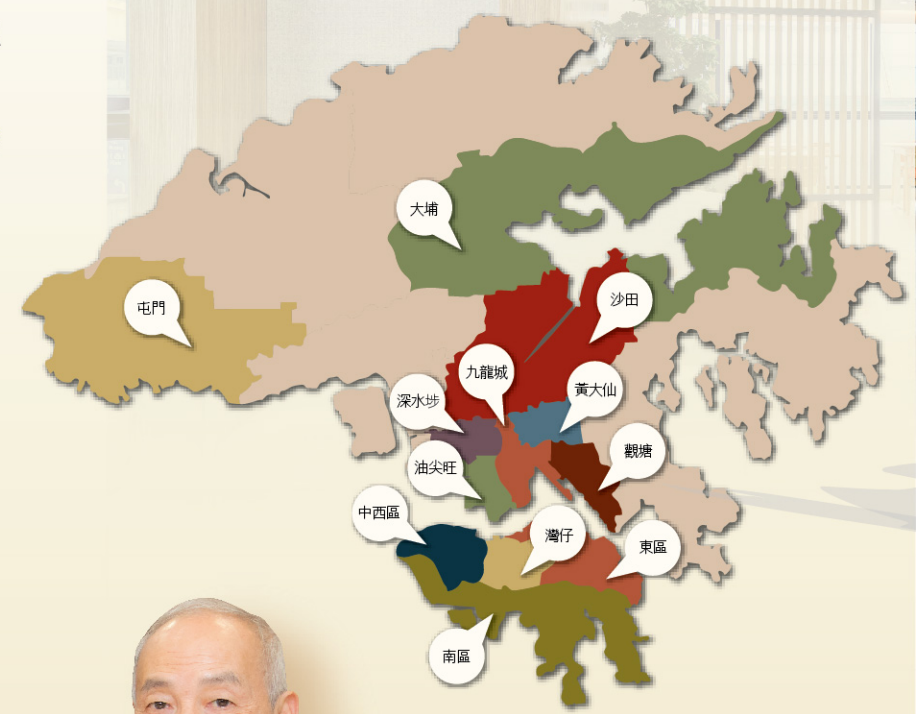 大埔
屯門
沙田
九龍城
黃大仙
深水埗
觀塘
油尖旺
中西區
灣仔
東區
南區